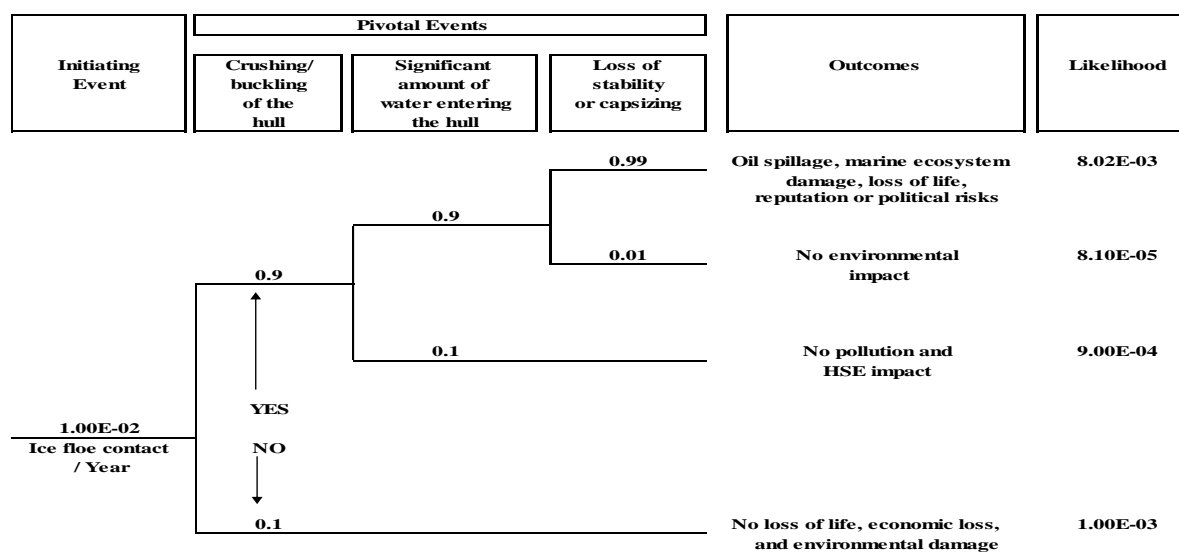 Pivotal Events
Initiating
Event
Crushing/
buckling
of the
hull
Significant
amount of
water entering
the hull
Loss of
stability
or capsizing
Outcomes
Likelihood
0.99
Oil spillage, marine ecosystem
damage, loss of life,
reputation or political risks
8.02E-03
0.9
0.01
No environmental
impact
8.10E-05
0.9
0.1
No pollution and
HSE impact
9.00E-04
YES
1.00E-02
Ice floe contact
/ Year
NO
0.1
No loss of life, economic loss,
and environmental damage
1.00E-03